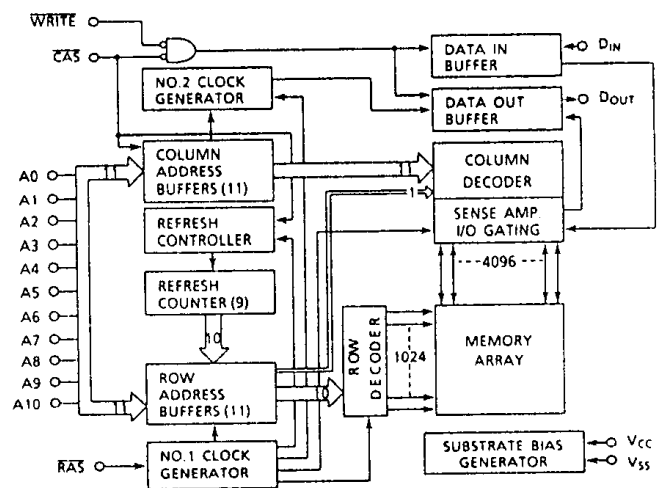 WRITE
CAS
NO.2 CLOCK
GENERATOR
DATA IN
BUFFER
DIN
DATA OUT
BUFFER
DOUT
A0
A1
A2
A3
A4
A5
A6
A7
A8
A9
A10
COLUMN
ADDRESS
BUFFERS (11)
11
11
COLUMN
DECODER
1
SENSE AMP.
I/O GATING
REFRESH
CONTROLLER
4096
REFRESH
COUNTER (9)
10
ROW
DECODER
1024
MEMORY
ARRAY
11
ROW
ADDRESS
BUFFERS (11)
RAS
NO.1 CLOCK
GENERATOR
SUBSTRATE BIAS
GENERATOR
VCC
VSS